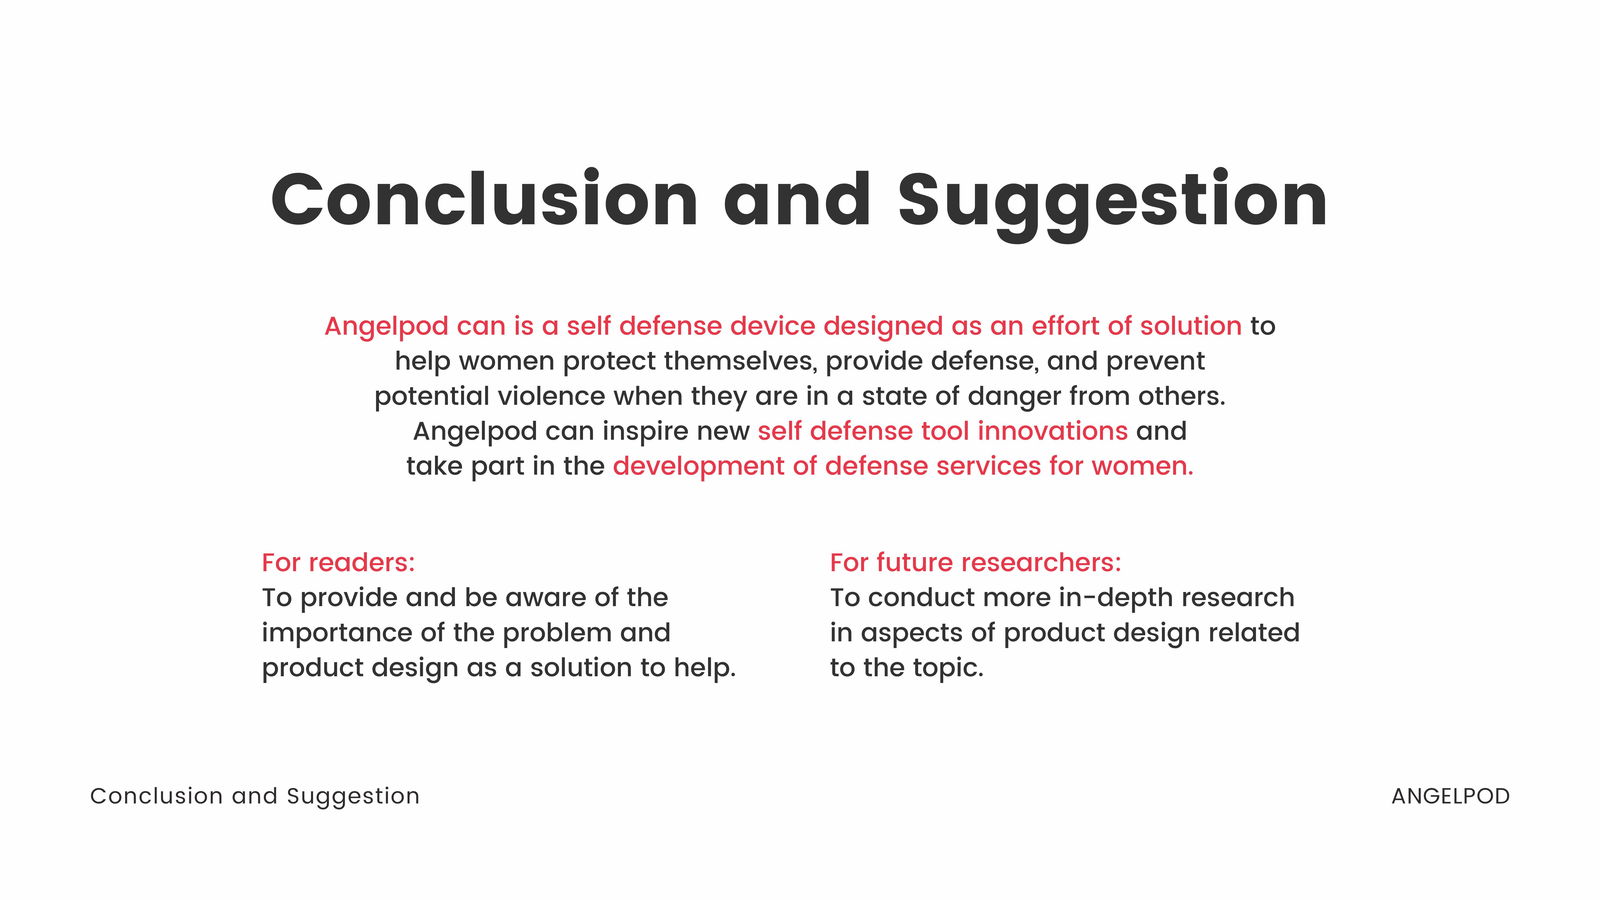 Conclusion and Suggestion
Angelpod can is a self defense device designed as an effort of solution to
help women protect themselves, provide defense, and prevent
potential violence when they are in a state of danger from others.
Angelpod can inspire new self defense tool innovations and
take part in the development of defense services for women.
For readers:
To provide and be aware of the
importance of the problem and
product design as a solution to help.
For future researchers:
To conduct more in-depth research
in aspects of product design related
to the topic.
Conclusion and Suggestion
ANGELPOD